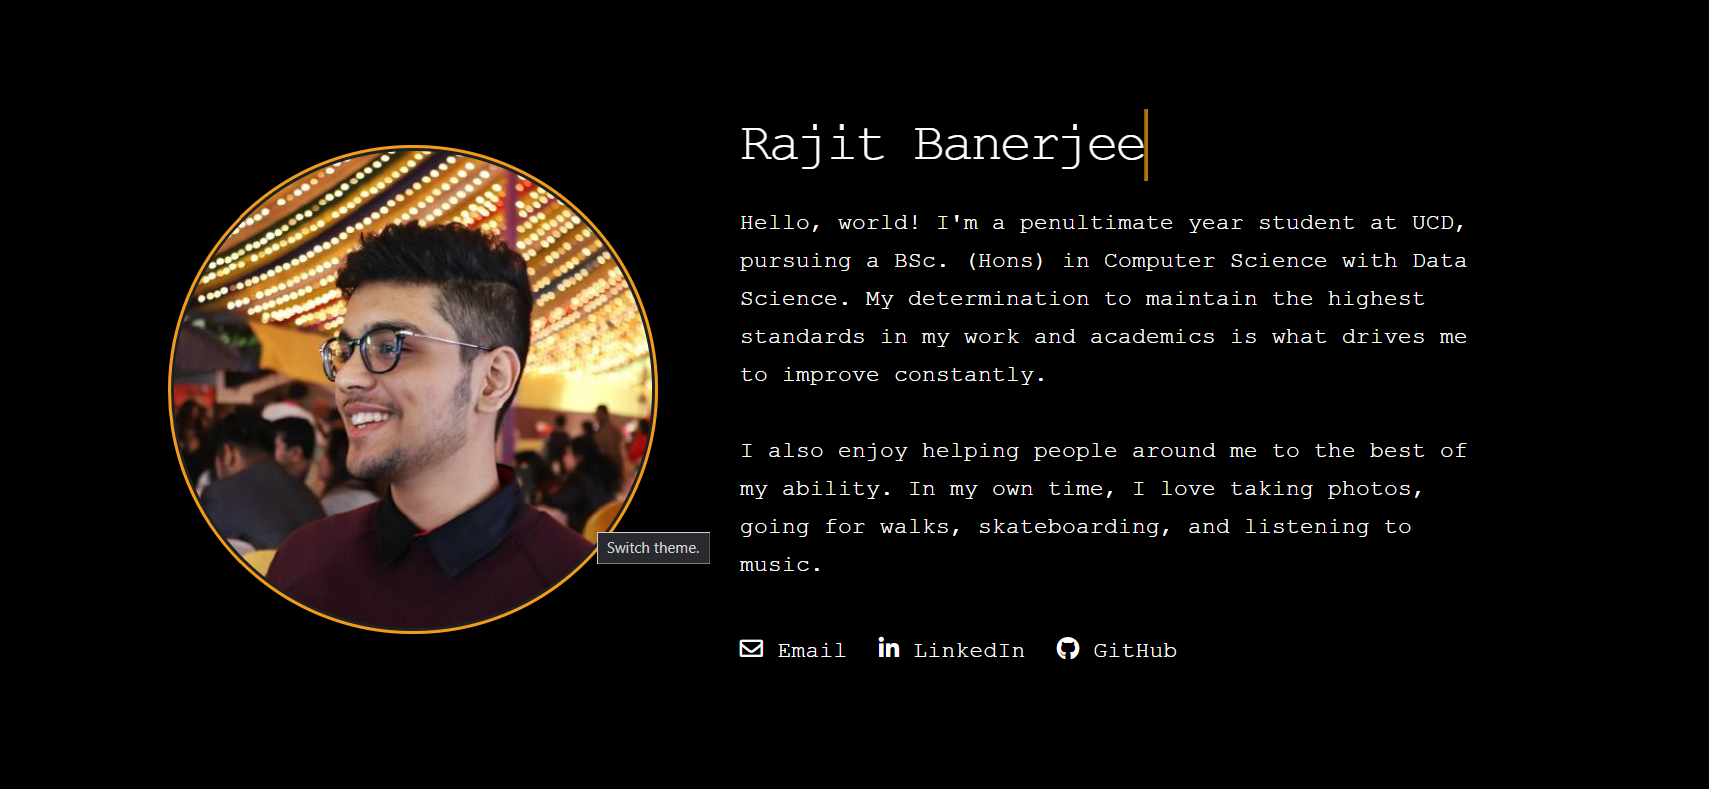 Rajit Banerjee
Hello, world! I'm a penultimate year student at UCD,
pursuing a BSc. (Hons) in Computer Science with Data
Science. My determination to maintain the highest
standards in my work and academics is what drives me
to improve constantly.
I also enjoy helping people around me to the best of
my ability. In my own time, I love taking photos,
going for walks, skateboarding, and listening to
music.
Switch theme.
Email LinkedIn GitHub